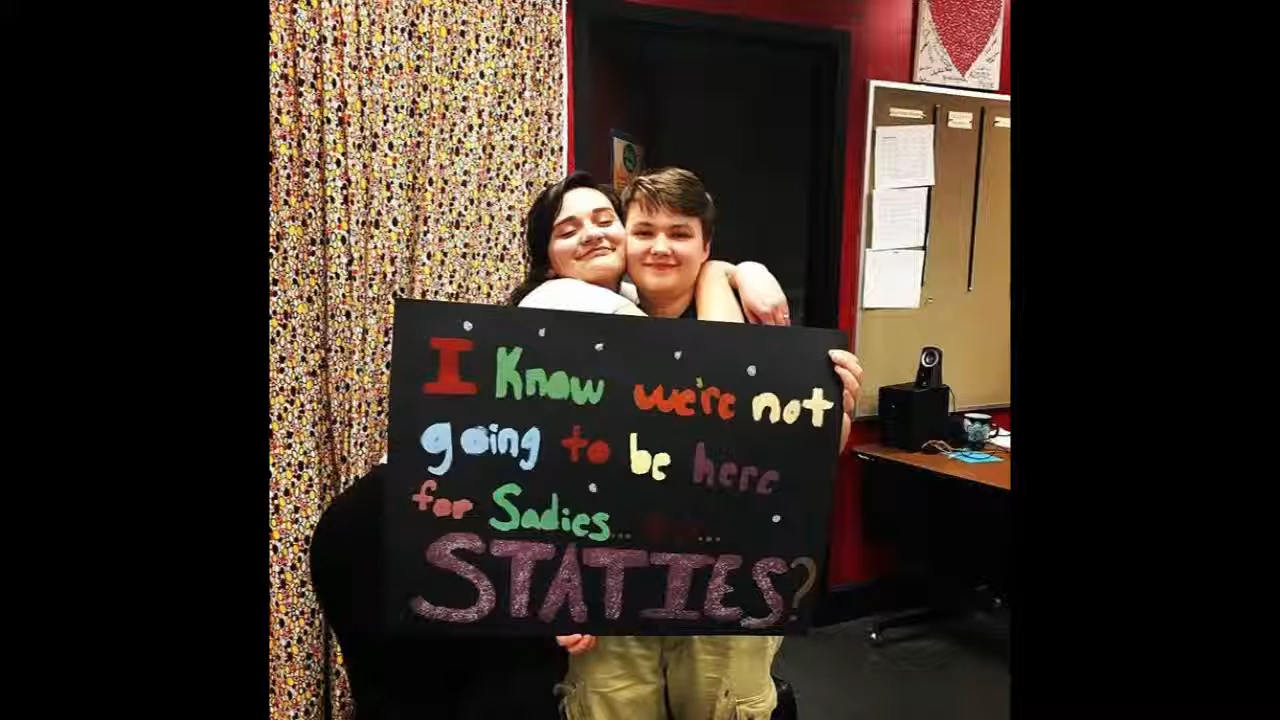 I Know we're not
going to be here
for Sadies... ...
STATIES?